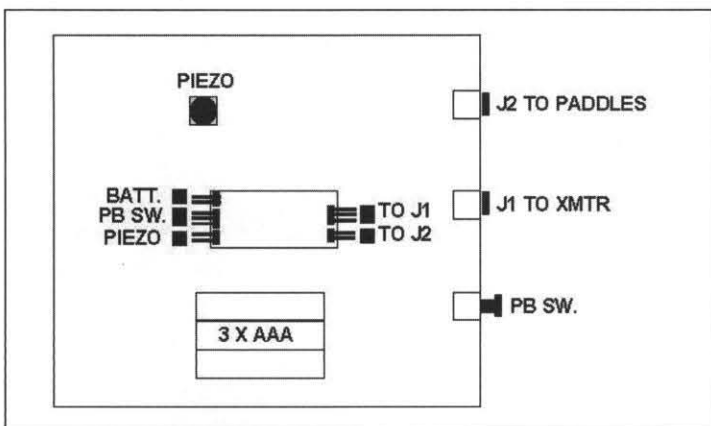 PIEZO
J2 TO PADDLES
BATT.
PB SW.
PIEZO
TO J1
TO J2
J1 TO XMTR
PB SW.
3 X AAA